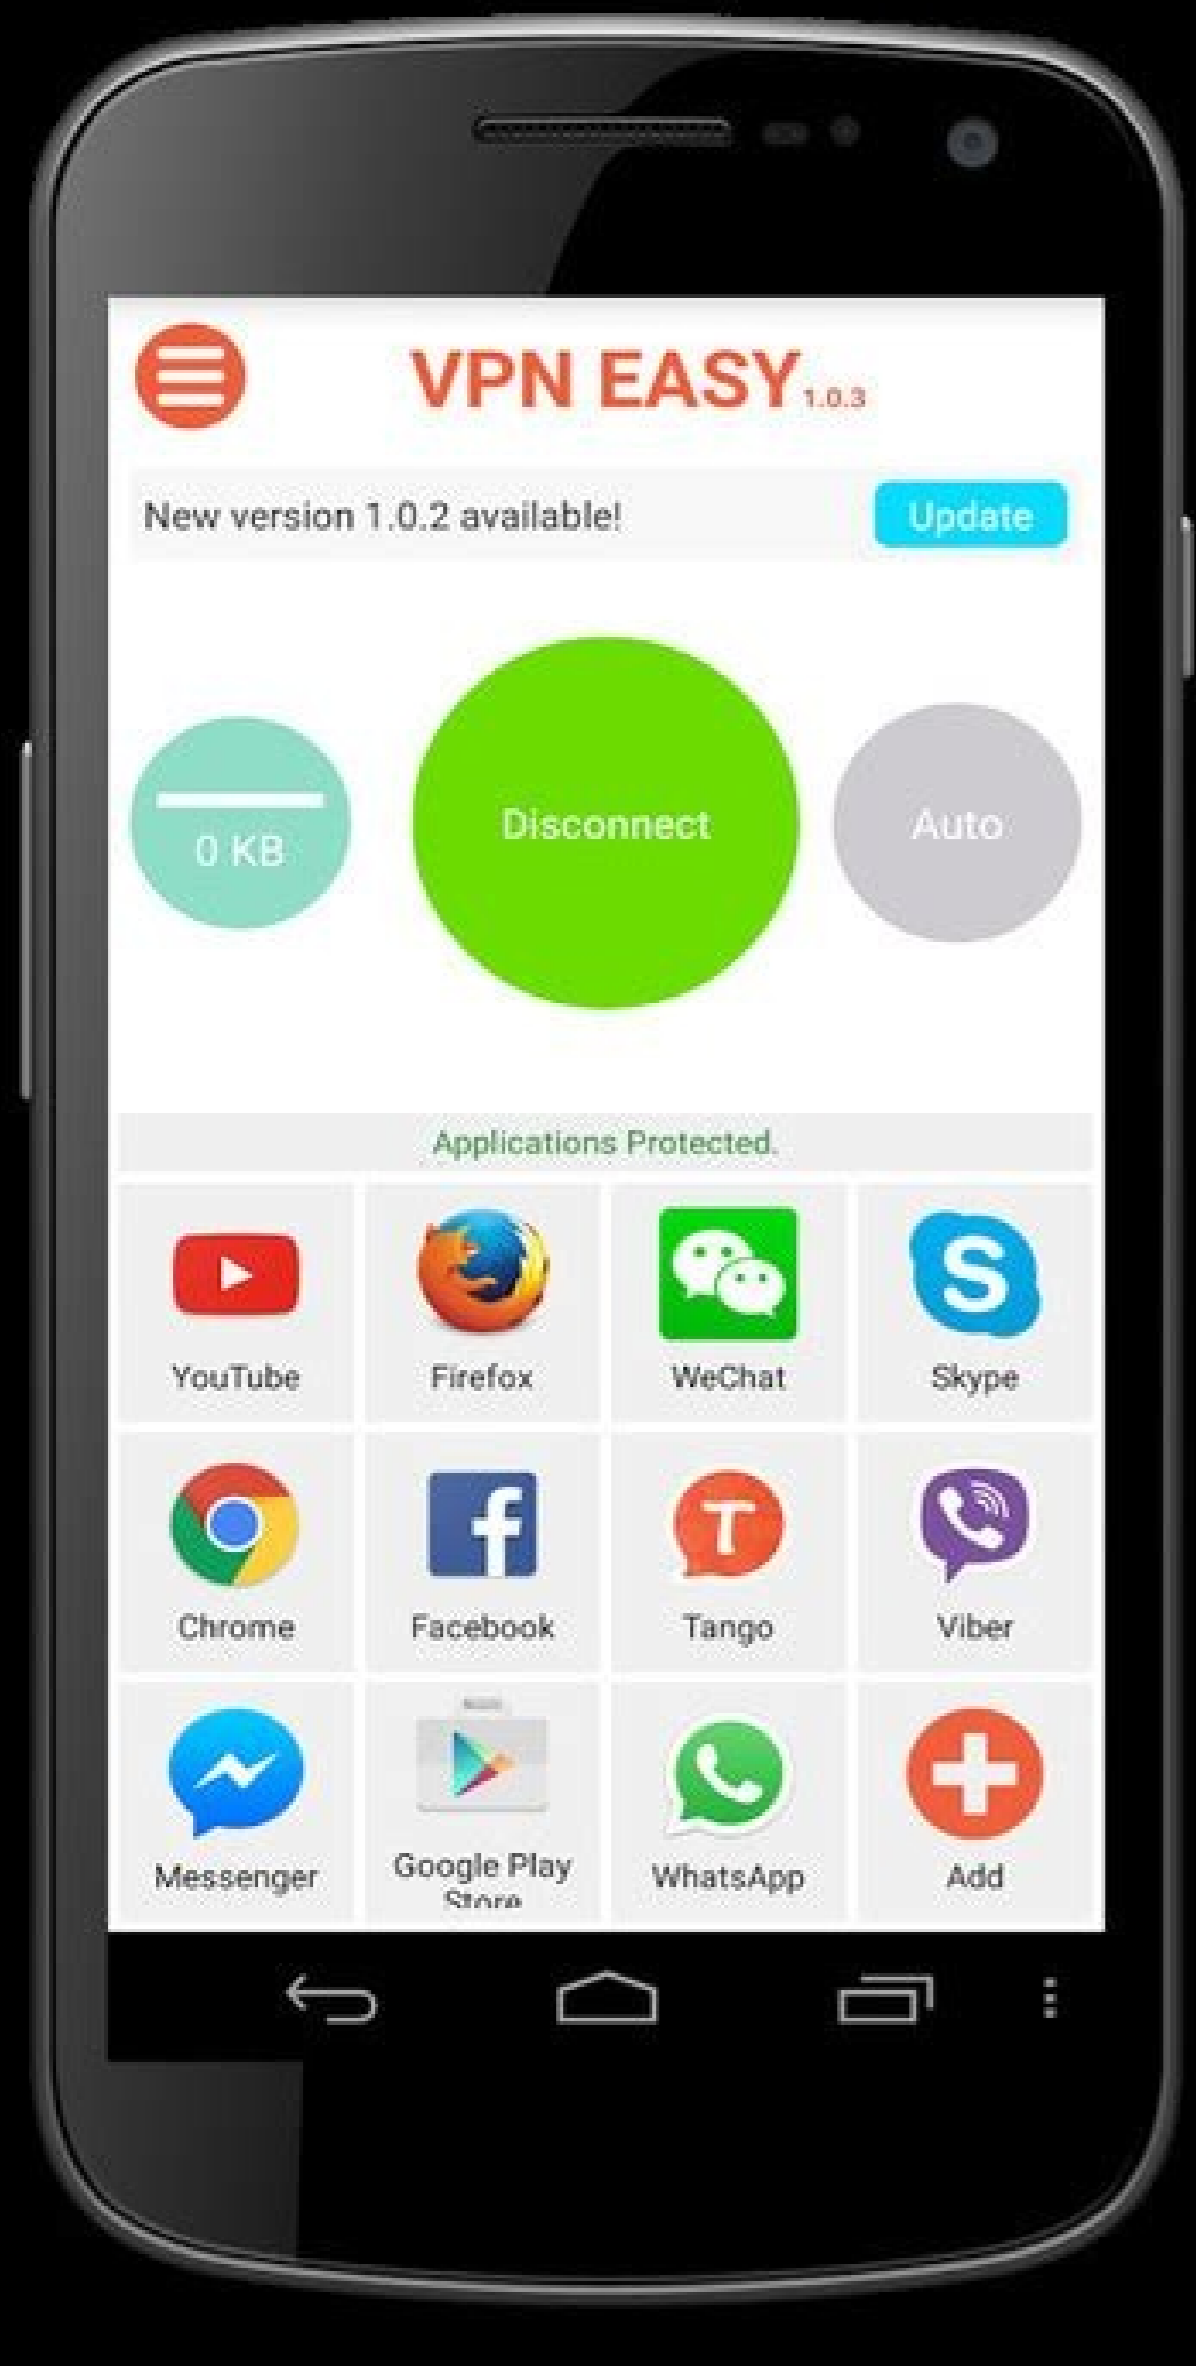 VPN EASY 1.0.3
New version 1.0.2 available!
Update
0 KB
Disconnect
Auto
Applications Protected.
YouTube
Firefox
WeChat
Skype
Chrome
Facebook
Tango
Viber
Messenger
Google Play
Store
WhatsApp
Add